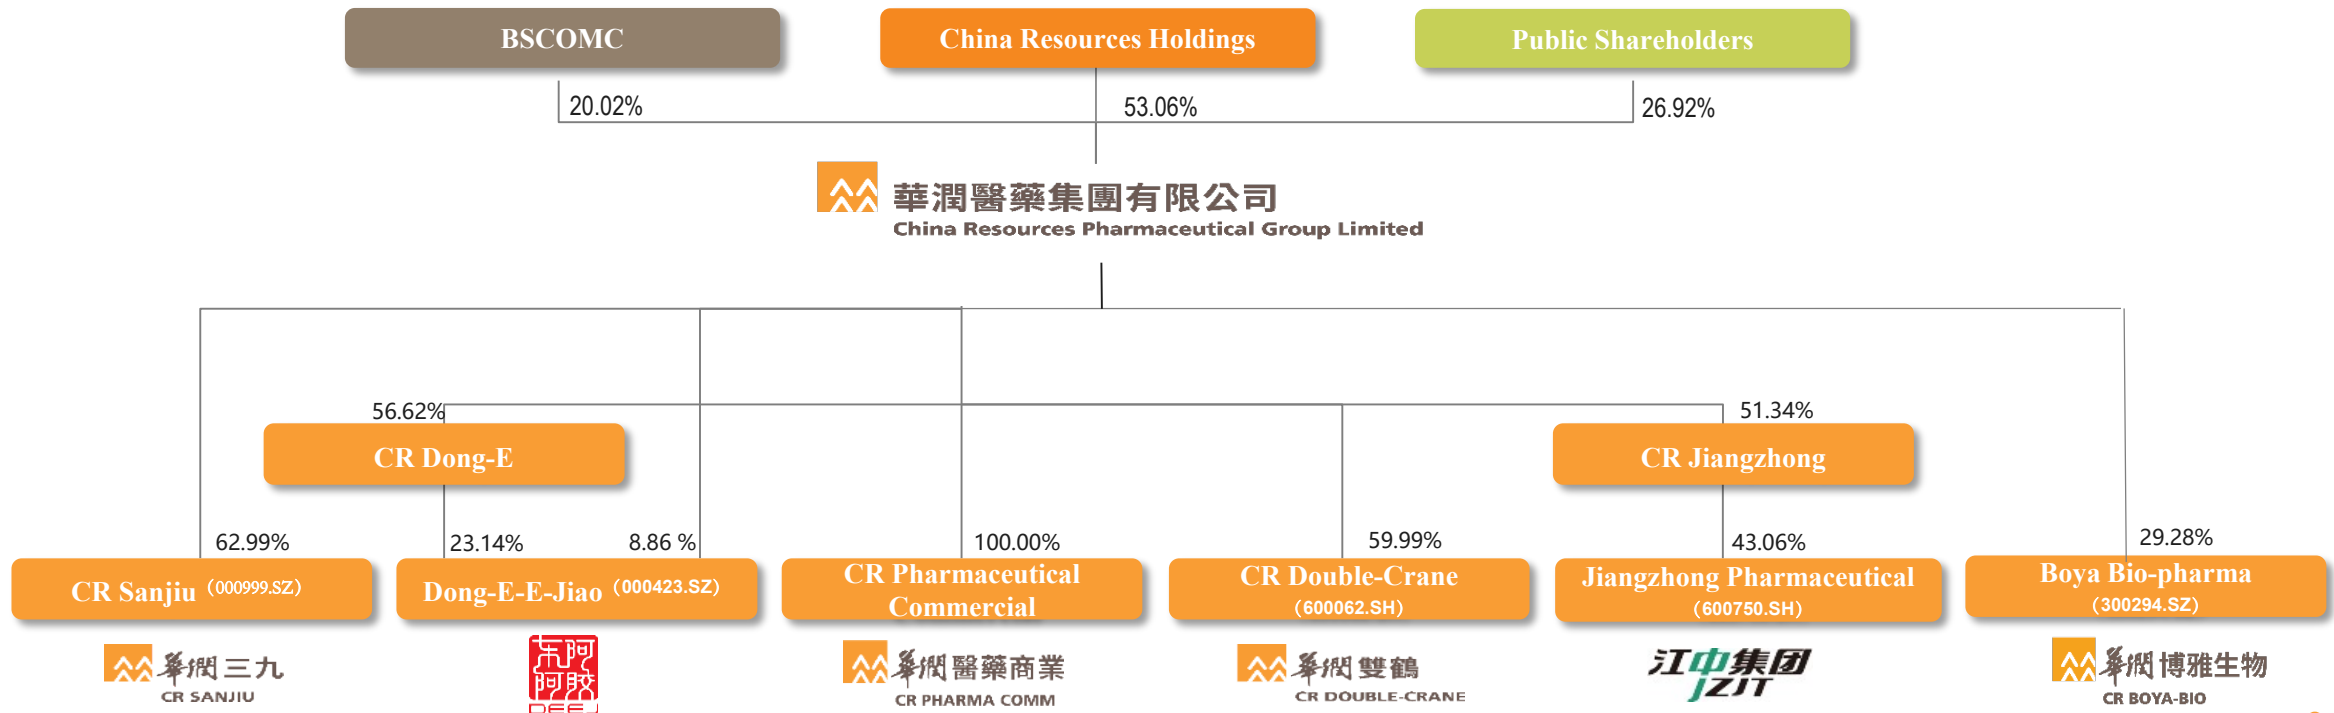 BSCOMC
China Resources Holdings
Public Shareholders
20.02%
53.06%
26.92%
華潤醫藥集團有限公司
China Resources Pharmaceutical Group Limited
56.62%
51.34%
CR Dong-E
CR Jiangzhong
62.99%
23.14%
8.86 %
100.00%
59.99%
43.06%
29.28%
CR Sanjiu（000999.SZ）
Dong-E-E-Jiao（000423.SZ）
CR Pharmaceutical
Commercial
CR Double-Crane
（600062.SH）
Jiangzhong Pharmaceutical
（600750.SH）
Boya Bio-pharma
（300294.SZ）
華潤三九
CR SANJIU
东阿
阿胶
DEEJ
華潤醫藥商業
CR PHARMA COMM
華潤雙鶴
CR DOUBLE-CRANE
江中集团
JZJT
華潤博雅生物
CR BOYA-BIO